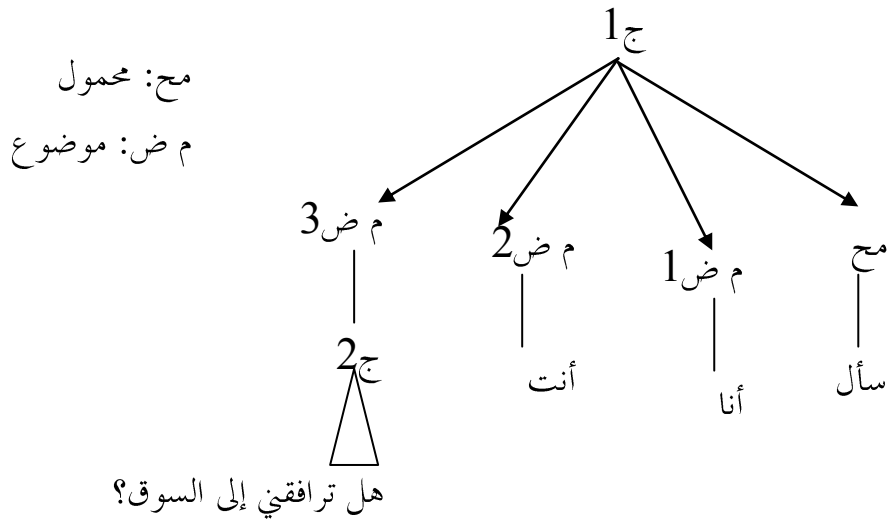 ج1
مح: محمول
م ض: موضوع
مح
م ض1
م ض2
م ض3
سأل
أنا
أنت
ج2
هل ترافقني إلى السوق؟